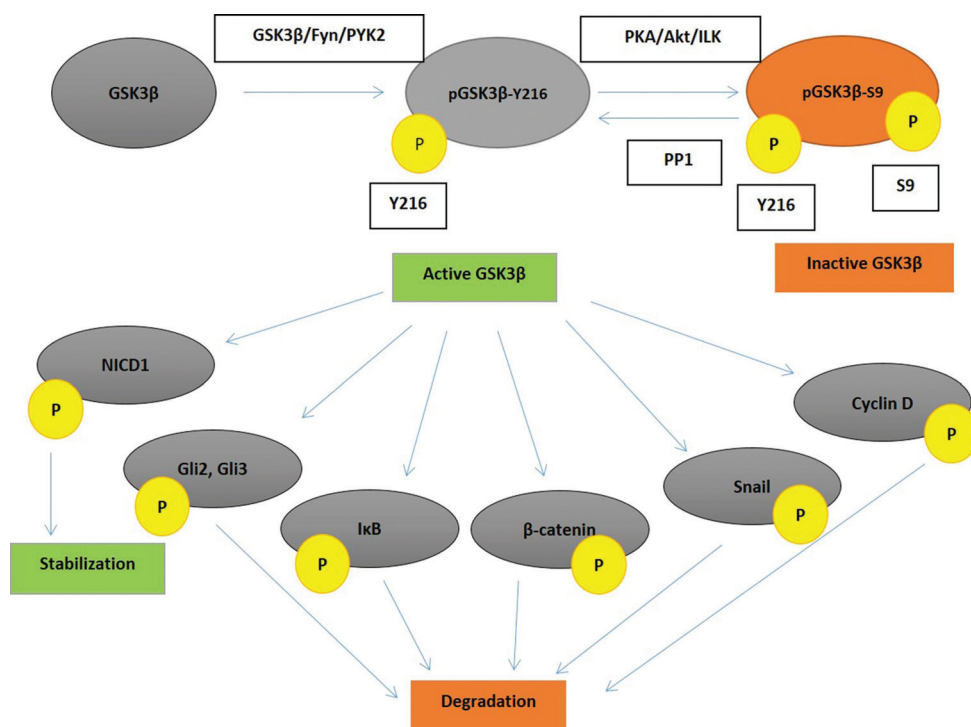 GSK3β/Fyn/PYK2
PKA/Akt/ILK
GSK3β
pGSK3β-Y216
pGSK3β-S9
P
P
P
PP1
Y216
Y216
S9
Active GSK3β
Inactive GSK3β
NICD1
P
Cyclin D
P
Gli2, Gli3
P
Snail
P
IκB
P
β-catenin
P
Stabilization
Degradation